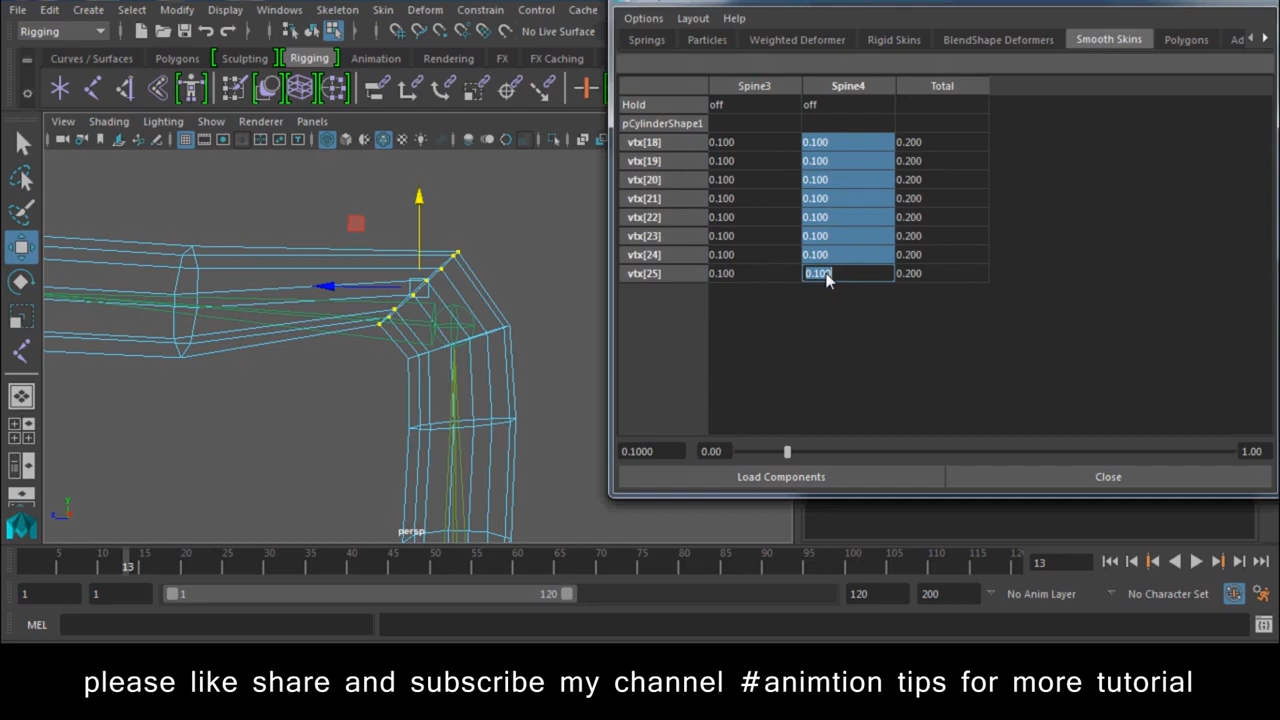 File Edit Create Select Modify Display Windows Skeleton Skin Deform Constrain Control Cache
Rigging
No Live Surface
Curves / Surfaces Polygons Sculpting Rigging Animation Rendering FX FX Caching
View Shading Lighting Show Renderer Panels
Options Layout Help
Springs Particles Weighted Deformer Rigid Skins BlendShape Deformers Smooth Skins Polygons Ad
Spine3 Spine4 Total
Hold off off
pCylinderShape1
vtx[18] 0.100 0.100 0.200
vtx[19] 0.100 0.100 0.200
vtx[20] 0.100 0.100 0.200
vtx[21] 0.100 0.100 0.200
vtx[22] 0.100 0.100 0.200
vtx[23] 0.100 0.100 0.200
vtx[24] 0.100 0.100 0.200
vtx[25] 0.100 0.100 0.200
0.1000 0.00 1.00
Load Components Close
y
z
persp
5 10 15 20 25 30 35 40 45 50 55 60 65 70 75 80 85 90 95 100 105 110 115 12
13
13
1 1 1 120 120 200 No Anim Layer No Character Set
MEL
please like share and subscribe my channel #animtion tips for more tutorial